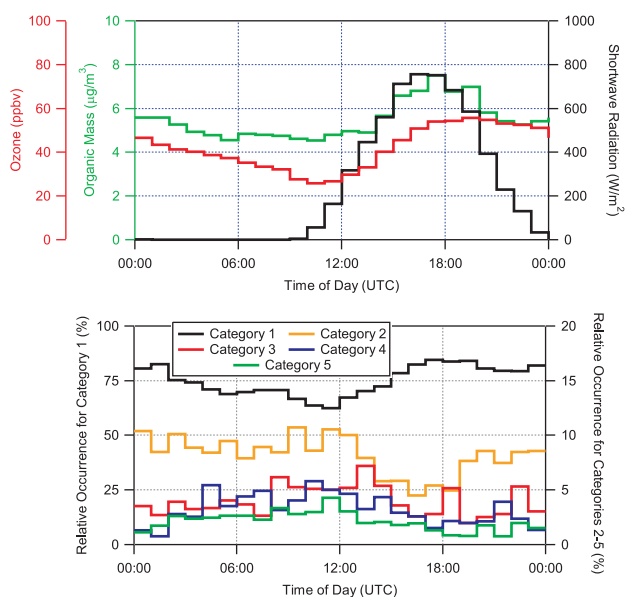 Ozone (ppbv)
100
80
60
40
20
0
Organic Mass (μg/m³)
10
8
6
4
2
0
Shortwave Radiation (W/m²)
1000
800
600
400
200
0
00:00 06:00 12:00 18:00 00:00
Time of Day (UTC)
Relative Occurrence for Category 1 (%)
100
75
50
25
0
Category 1 Category 2
Category 3 Category 4
Category 5
Relative Occurrence for Categories 2-5 (%)
20
15
10
5
0
00:00 06:00 12:00 18:00 00:00
Time of Day (UTC)